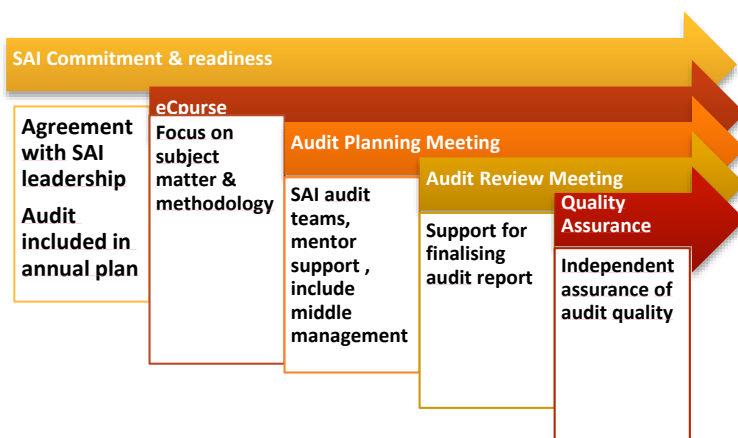 SAI Commitment & readiness
Agreement
with SAI
leadership
Audit
included in
annual plan
eCpurse
Focus on
subject
matter &
methodology
Audit Planning Meeting
SAI audit
teams,
mentor
support ,
include
middle
management
Audit Review Meeting
Support for
finalising
audit report
Quality
Assurance
Independent
assurance of
audit quality